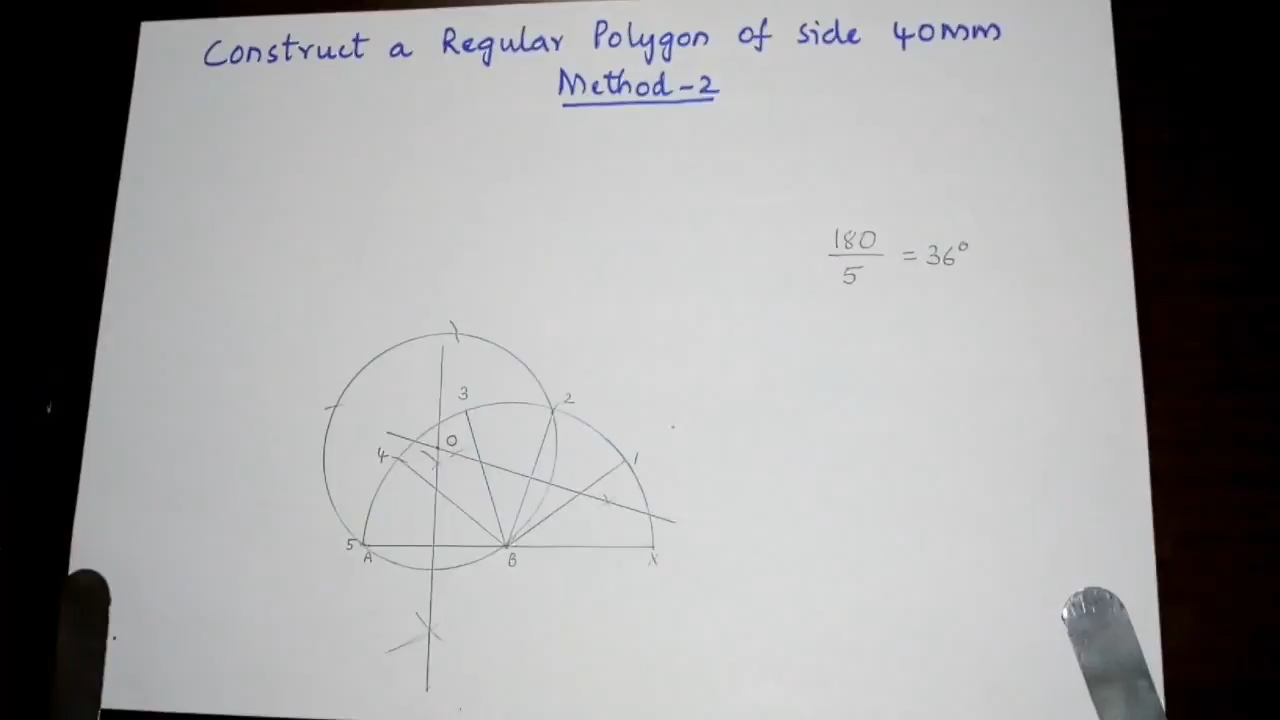 Construct a Regular Polygon of side 40mm
Method-2
180
5
= 36°
3
2
O
4
1
5
A
B
X